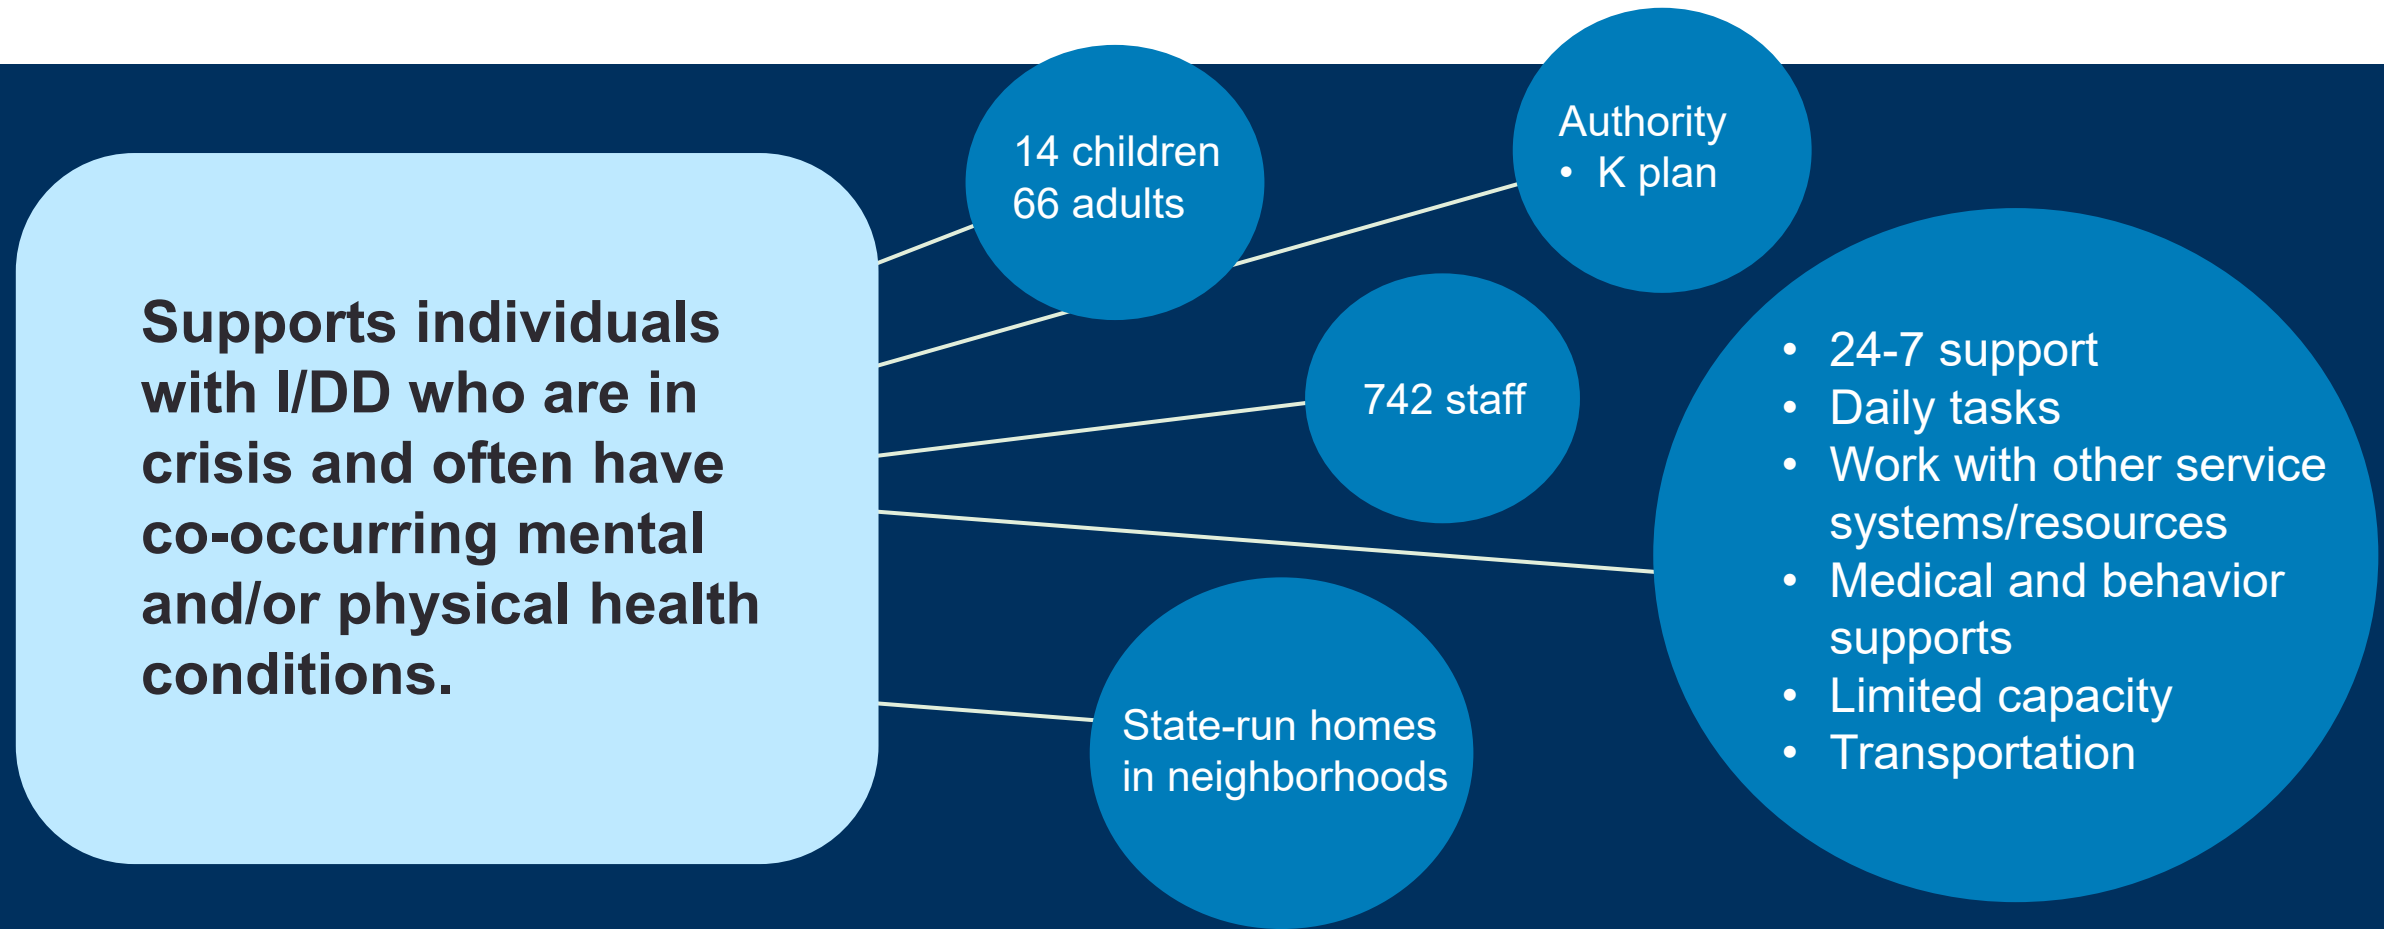 Supports individuals
with I/DD who are in
crisis and often have
co-occurring mental
and/or physical health
conditions.
14 children
66 adults
Authority
• K plan
742 staff
• 24-7 support
• Daily tasks
• Work with other service
systems/resources
• Medical and behavior
supports
• Limited capacity
• Transportation
State-run homes
in neighborhoods